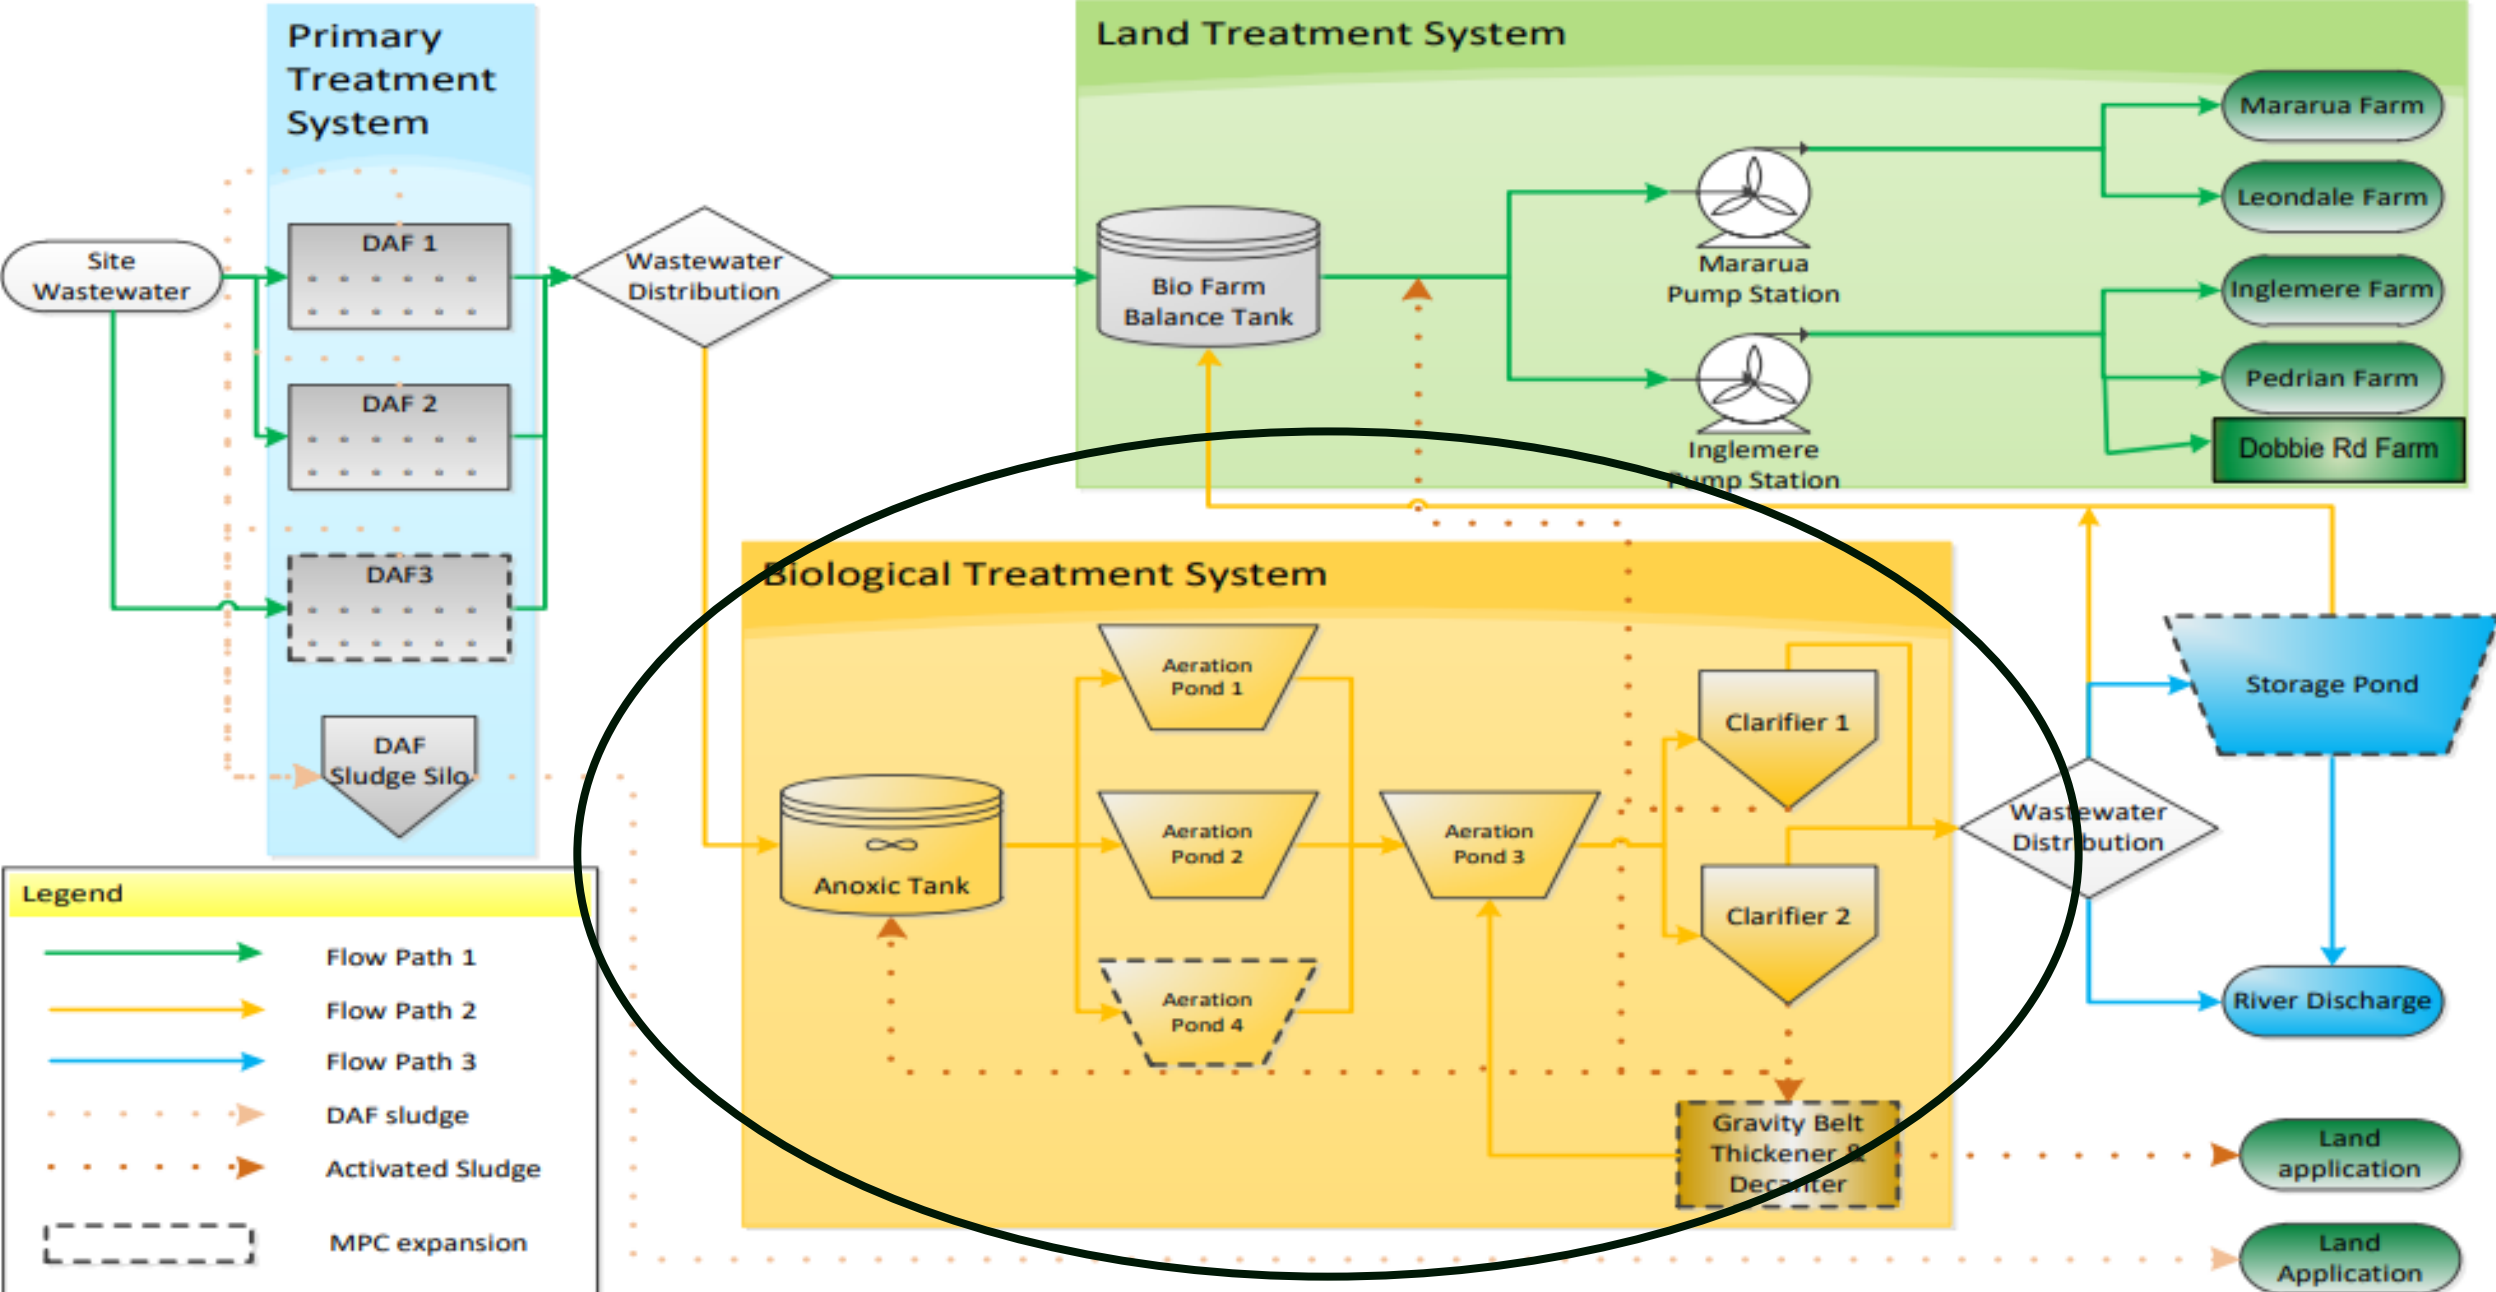 Primary
Treatment
System
Land Treatment System
Mararua Farm
Leondale Farm
Inglemere Farm
Pedrian Farm
Dobbie Rd Farm
Site
Wastewater
DAF 1
DAF 2
DAF3
DAF
Sludge Silo
Wastewater
Distribution
Bio Farm
Balance Tank
Mararua
Pump Station
Inglemere
Pump Station
Biological Treatment System
Aeration
Pond 1
Aeration
Pond 2
Aeration
Pond 3
Aeration
Pond 4
Anoxic Tank
Clarifier 1
Clarifier 2
Gravity Belt
Thickener &
Decanter
Wastewater
Distribution
Storage Pond
River Discharge
Land
application
Land
Application
Legend
Flow Path 1
Flow Path 2
Flow Path 3
DAF sludge
Activated Sludge
MPC expansion